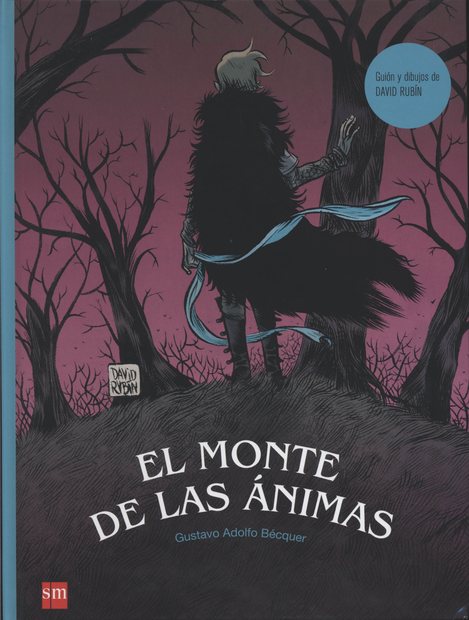 Guión y dibujos de
DAVID RUBÍN
DAVID
RUBÍN
EL MONTE
DE LAS ÁNIMAS
Gustavo Adolfo Bécquer
sm